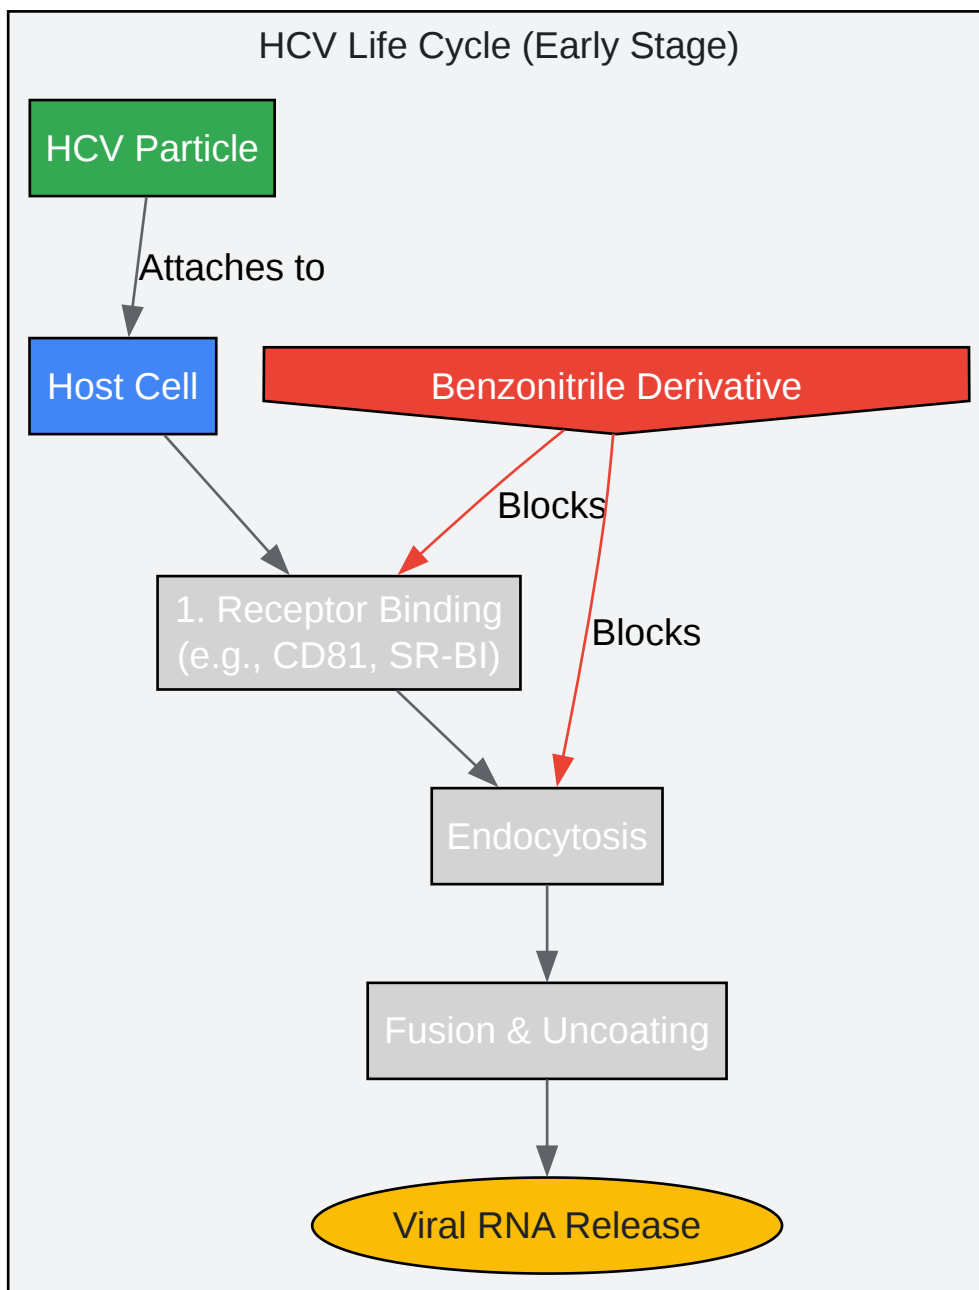 HCV Life Cycle (Early Stage)
HCV Particle
Attaches to
Host Cell
Benzonitrile Derivative
Blocks
1. Receptor Binding
(e.g., CD81, SR-BI)
Blocks
Endocytosis
Fusion & Uncoating
Viral RNA Release